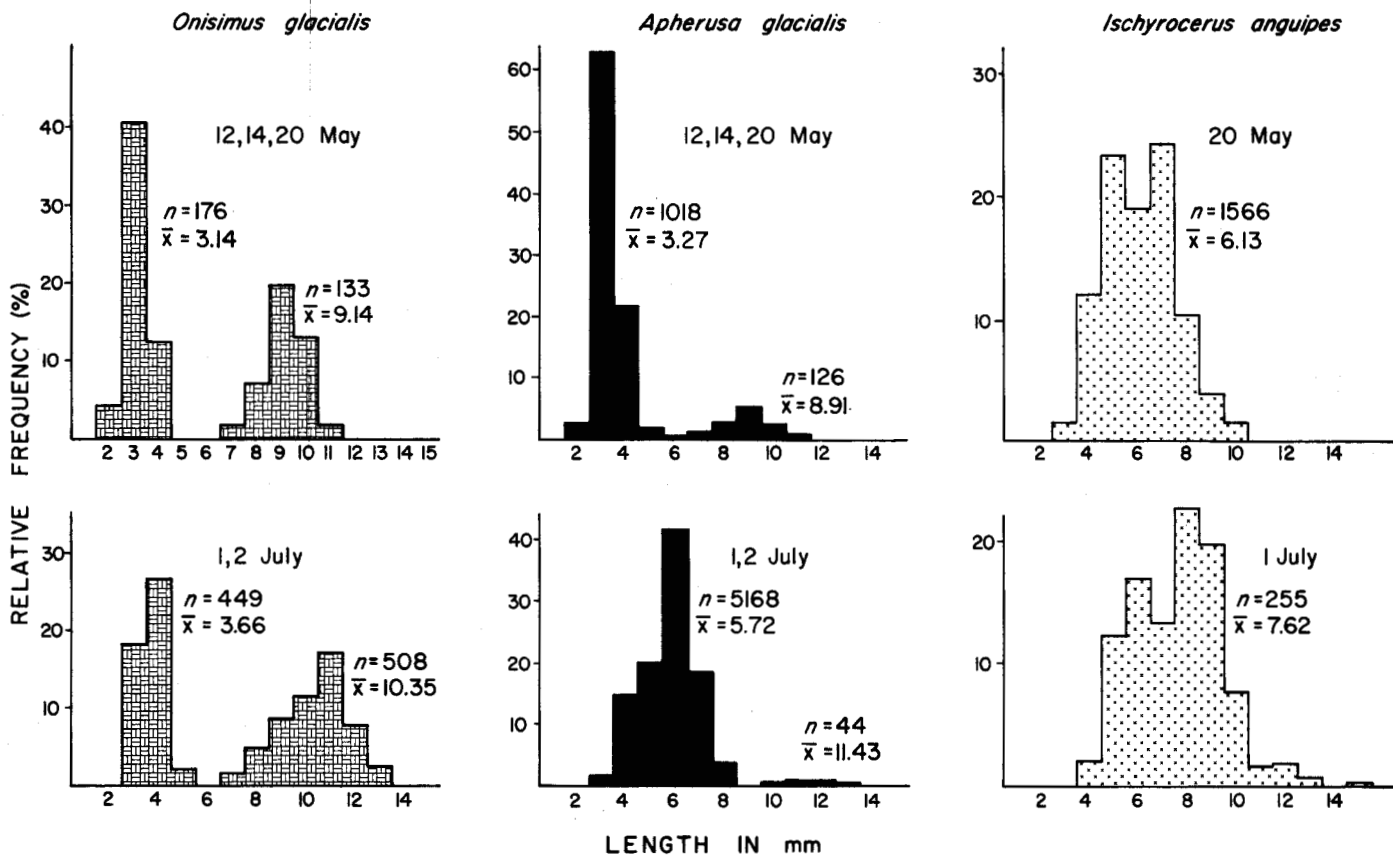 Onisimus glacialis
Apherusa glacialis
Ischyrocerus anguipes
RELATIVE FREQUENCY (%)
40
30
20
10
12,14,20 May
n=176
x̄=3.14
n=133
x̄=9.14
2 3 4 5 6 7 8 9 10 11 12 13 14 15
60
50
40
30
20
10
12,14,20 May
n=1018
x̄=3.27
n=126
x̄=8.91
2 4 6 8 10 12 14
30
20
10
20 May
n=1566
x̄=6.13
2 4 6 8 10 12 14
30
20
10
1,2 July
n=449
x̄=3.66
n=508
x̄=10.35
2 4 6 8 10 12 14
40
30
20
10
1,2 July
n=5168
x̄=5.72
n=44
x̄=11.43
2 4 6 8 10 12 14
20
10
1 July
n=255
x̄=7.62
2 4 6 8 10 12 14
LENGTH IN mm